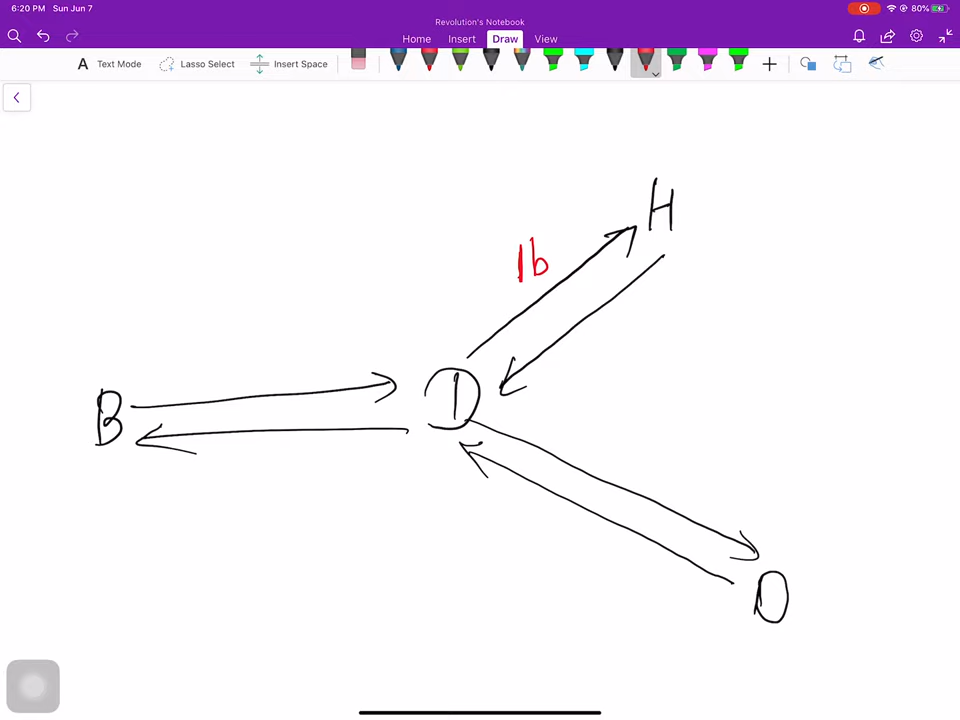 6:20 PM Sun Jun 7
80%
Revolution's Notebook
Home Insert Draw View
A Text Mode Lasso Select Insert Space
H
1b
B
D